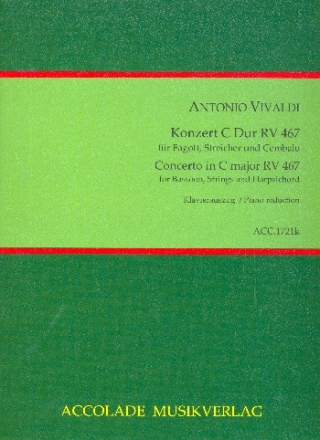 ANTONIO VIVALDI
Konzert C Dur RV 467
für Fagott, Streicher und Cembalo
Concerto in C major RV 467
for Bassoon, Strings and Harpsichord
Klavierauszug / Piano reduction
ACC.1721k
ACCOLADE MUSIKVERLAG